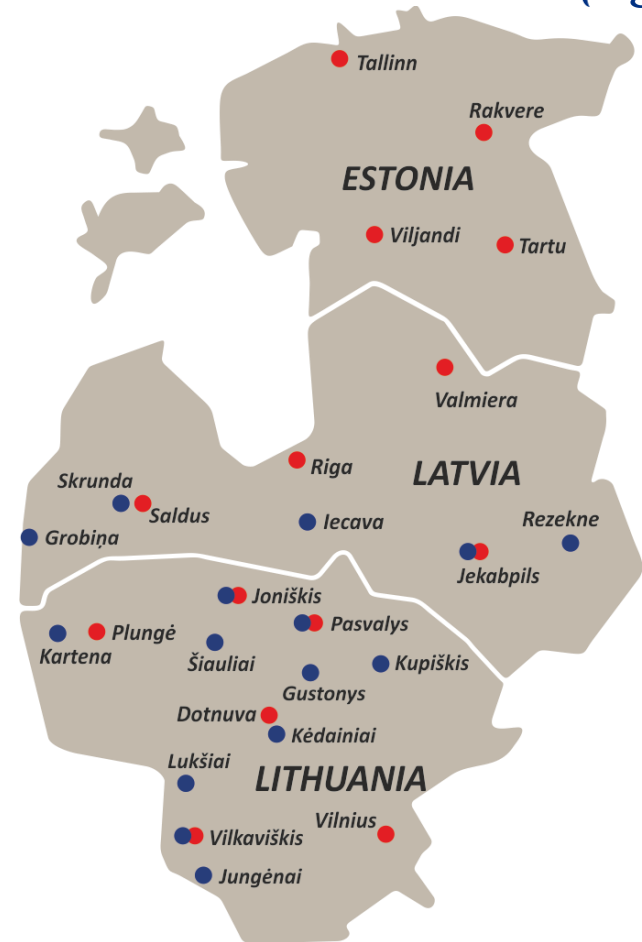 Tallinn
Rakvere
ESTONIA
Viljandi
Tartu
Valmiera
Riga
LATVIA
Skrunda
Saldus
Iecava
Rezekne
Grobiņa
Jekabpils
Joniškis
Plungė
Pasvalys
Kartena
Šiauliai
Kupiškis
Gustonys
Dotnuva
Kėdainiai
Lukšiai
LITHUANIA
Vilnius
Vilkaviškis
Jungėnai